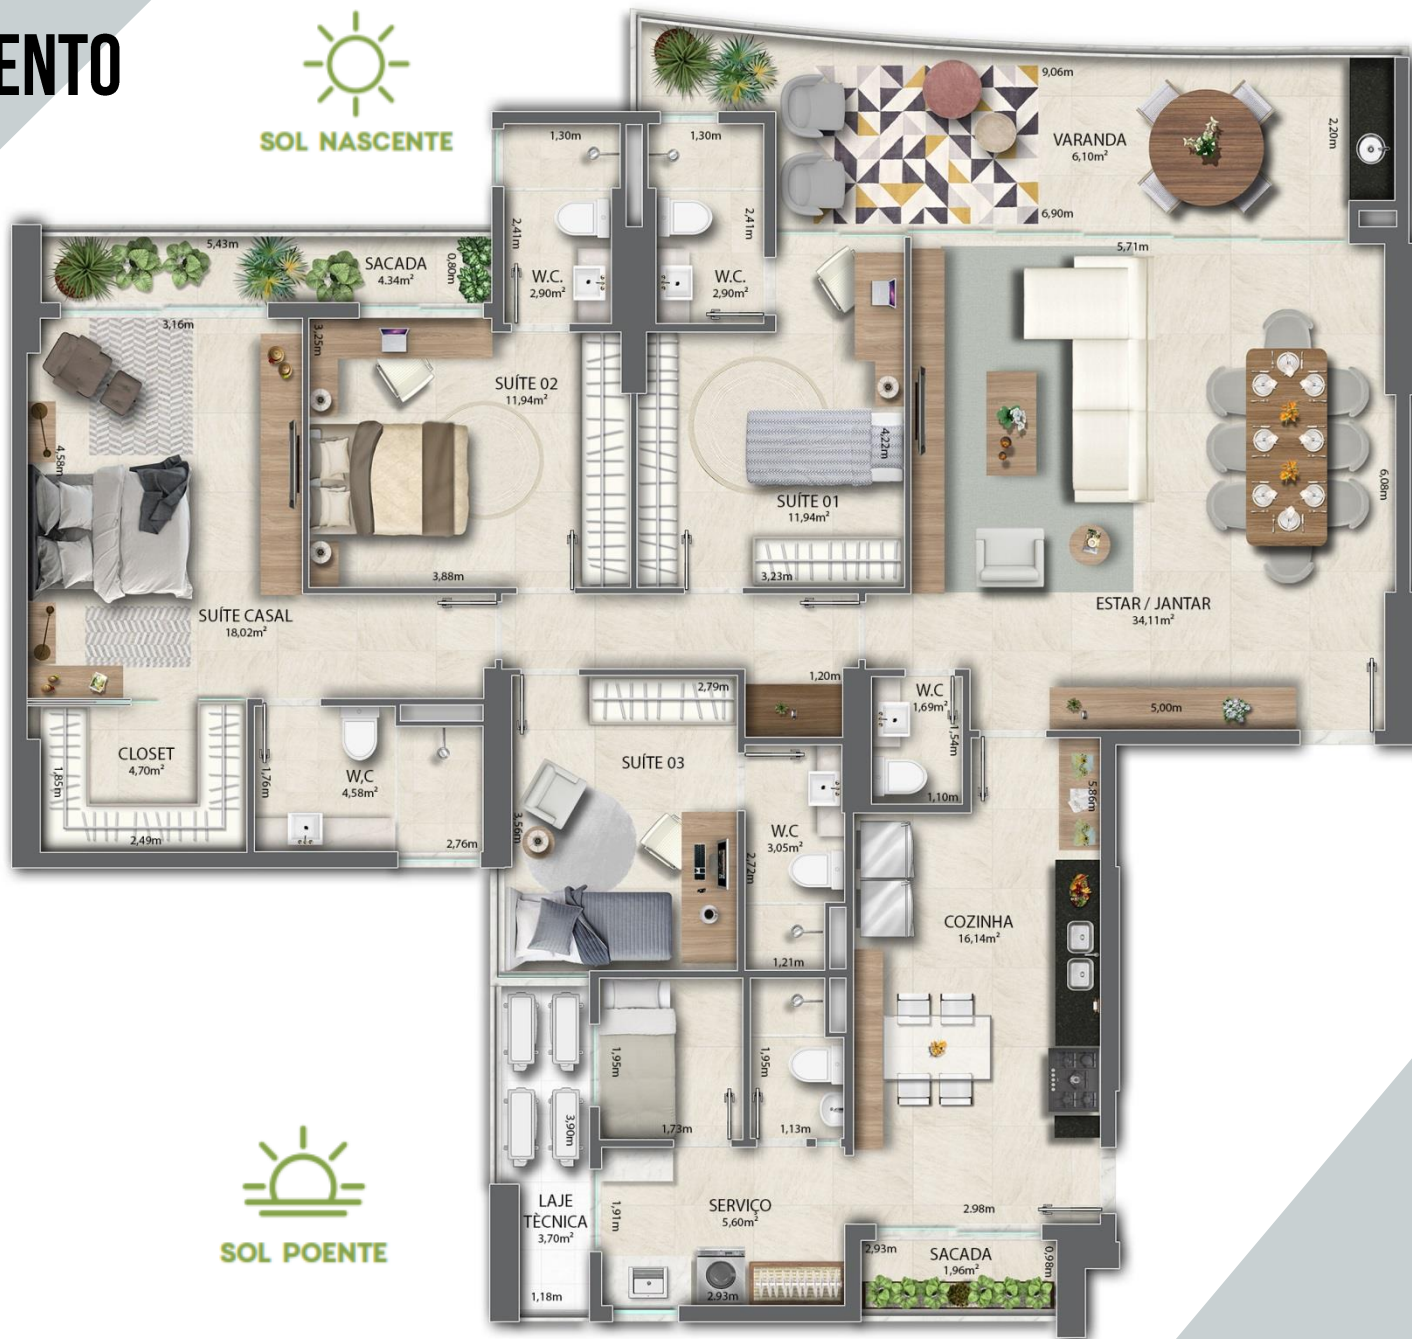 ENTO
SOL NASCENTE
1,30m
1,30m
9,06m
VARANDA
6,10m²
2,20m
6,90m
2,41m
2,41m
5,43m
SACADA
4.34m²
0,80m
W.C.
2,90m²
W.C.
2,90m²
5,71m
3,16m
3,25m
SUÍTE 02
11,94m²
4,58m
4,22m
SUÍTE 01
11,94m²
6,08m
3,88m
3,23m
SUÍTE CASAL
18,02m²
ESTAR / JANTAR
34,11m²
1,20m
2,79m
W.C
1,69m²
1,54m
5,00m
CLOSET
4,70m²
1,85m
2,49m
1,76m
W,C
4,58m²
2,76m
SUÍTE 03
3,56m
1,10m
5,86m
W.C
3,05m²
2,72m
1,21m
COZINHA
16,14m²
1,95m
1,73m
1,95m
1,13m
3,90m
SOL POENTE
LAJE
TÈCNICA
3,70m²
1,18m
1,91m
SERVIÇO
5,60m²
2.93m
2.98m
2,93m
SACADA
1,96m²
0,98m